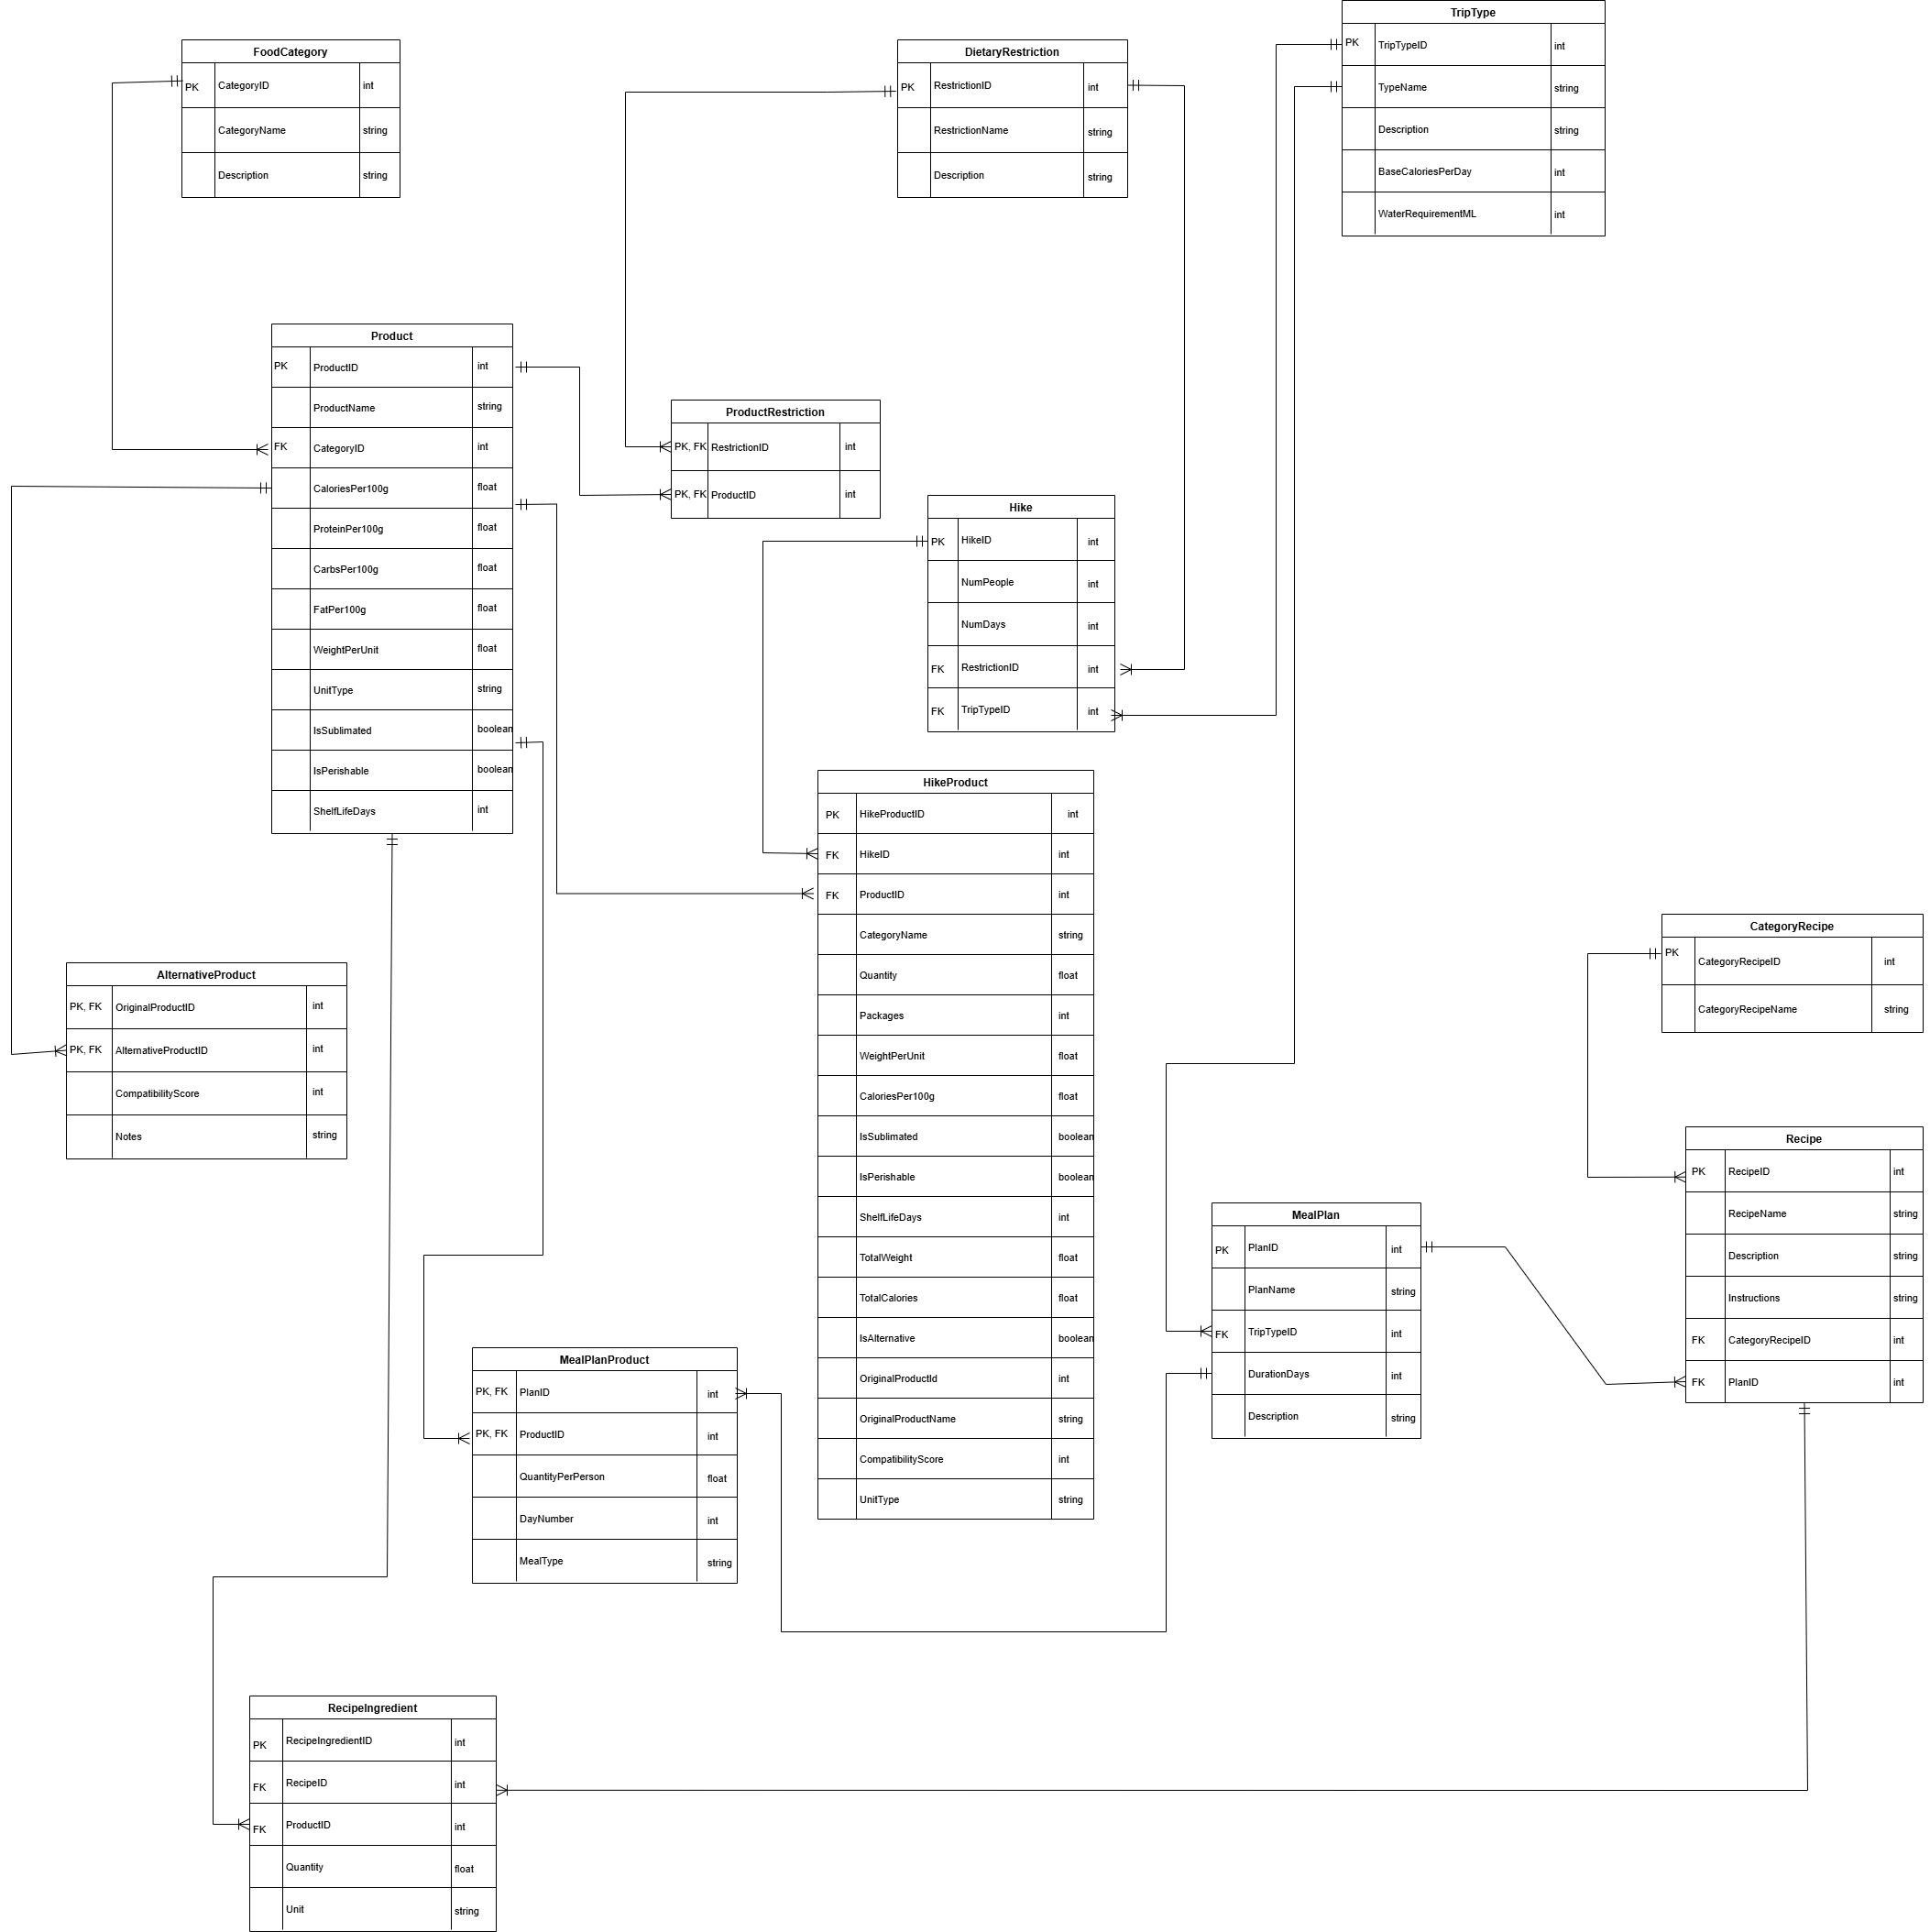 FoodCategory
PK CategoryID int
CategoryName string
Description string
DietaryRestriction
PK RestrictionID int
RestrictionName string
Description string
TripType
PK TripTypeID int
TypeName string
Description string
BaseCaloriesPerDay int
WaterRequirementML int
Product
PK ProductID int
ProductName string
FK CategoryID int
CaloriesPer100g float
ProteinPer100g float
CarbsPer100g float
FatPer100g float
WeightPerUnit float
UnitType string
IsSublimated boolean
IsPerishable boolean
ShelfLifeDays int
ProductRestriction
PK, FK RestrictionID int
PK, FK ProductID int
Hike
PK HikeID int
NumPeople int
NumDays int
FK RestrictionID int
FK TripTypeID int
HikeProduct
PK HikeProductID int
FK HikeID int
FK ProductID int
CategoryName string
Quantity float
Packages int
WeightPerUnit float
CaloriesPer100g float
IsSublimated boolean
IsPerishable boolean
ShelfLifeDays int
TotalWeight float
TotalCalories float
IsAlternative boolean
OriginalProductId int
OriginalProductName string
CompatibilityScore int
UnitType string
AlternativeProduct
PK, FK OriginalProductID int
PK, FK AlternativeProductID int
CompatibilityScore int
Notes string
CategoryRecipe
PK CategoryRecipeID int
CategoryRecipeName string
Recipe
PK RecipeID int
RecipeName string
Description string
Instructions string
FK CategoryRecipeID int
FK PlanID int
MealPlan
PK PlanID int
PlanName string
FK TripTypeID int
DurationDays int
Description string
MealPlanProduct
PK, FK PlanID int
PK, FK ProductID int
QuantityPerPerson float
DayNumber int
MealType string
RecipeIngredient
PK RecipeIngredientID int
FK RecipeID int
FK ProductID int
Quantity float
Unit string